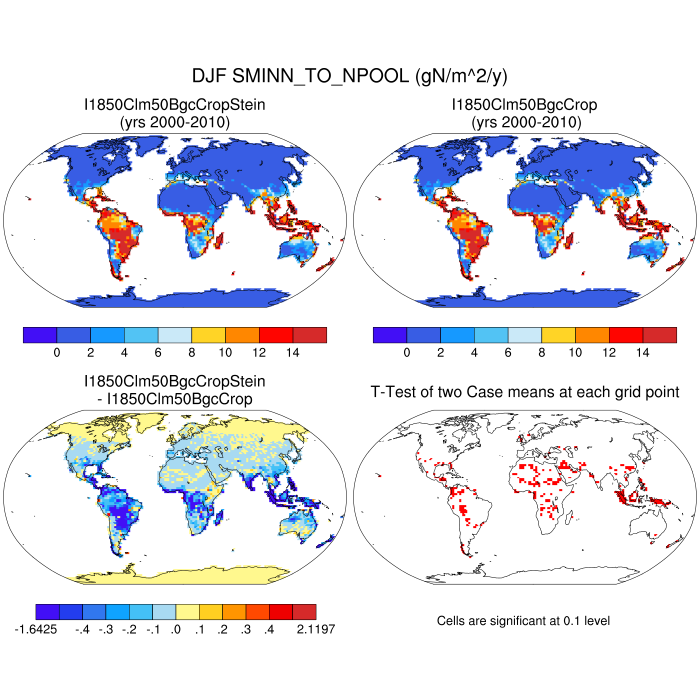 DJF SMINN_TO_NPOOL (gN/m^2/y)
I1850Clm50BgcCropStein
(yrs 2000-2010)
I1850Clm50BgcCrop
(yrs 2000-2010)
0 2 4 6 8 10 12 14
0 2 4 6 8 10 12 14
I1850Clm50BgcCropStein
- I1850Clm50BgcCrop
T-Test of two Case means at each grid point
-1.6425 -.4 -.3 -.2 -.1 .0 .1 .2 .3 .4 2.1197
Cells are significant at 0.1 level